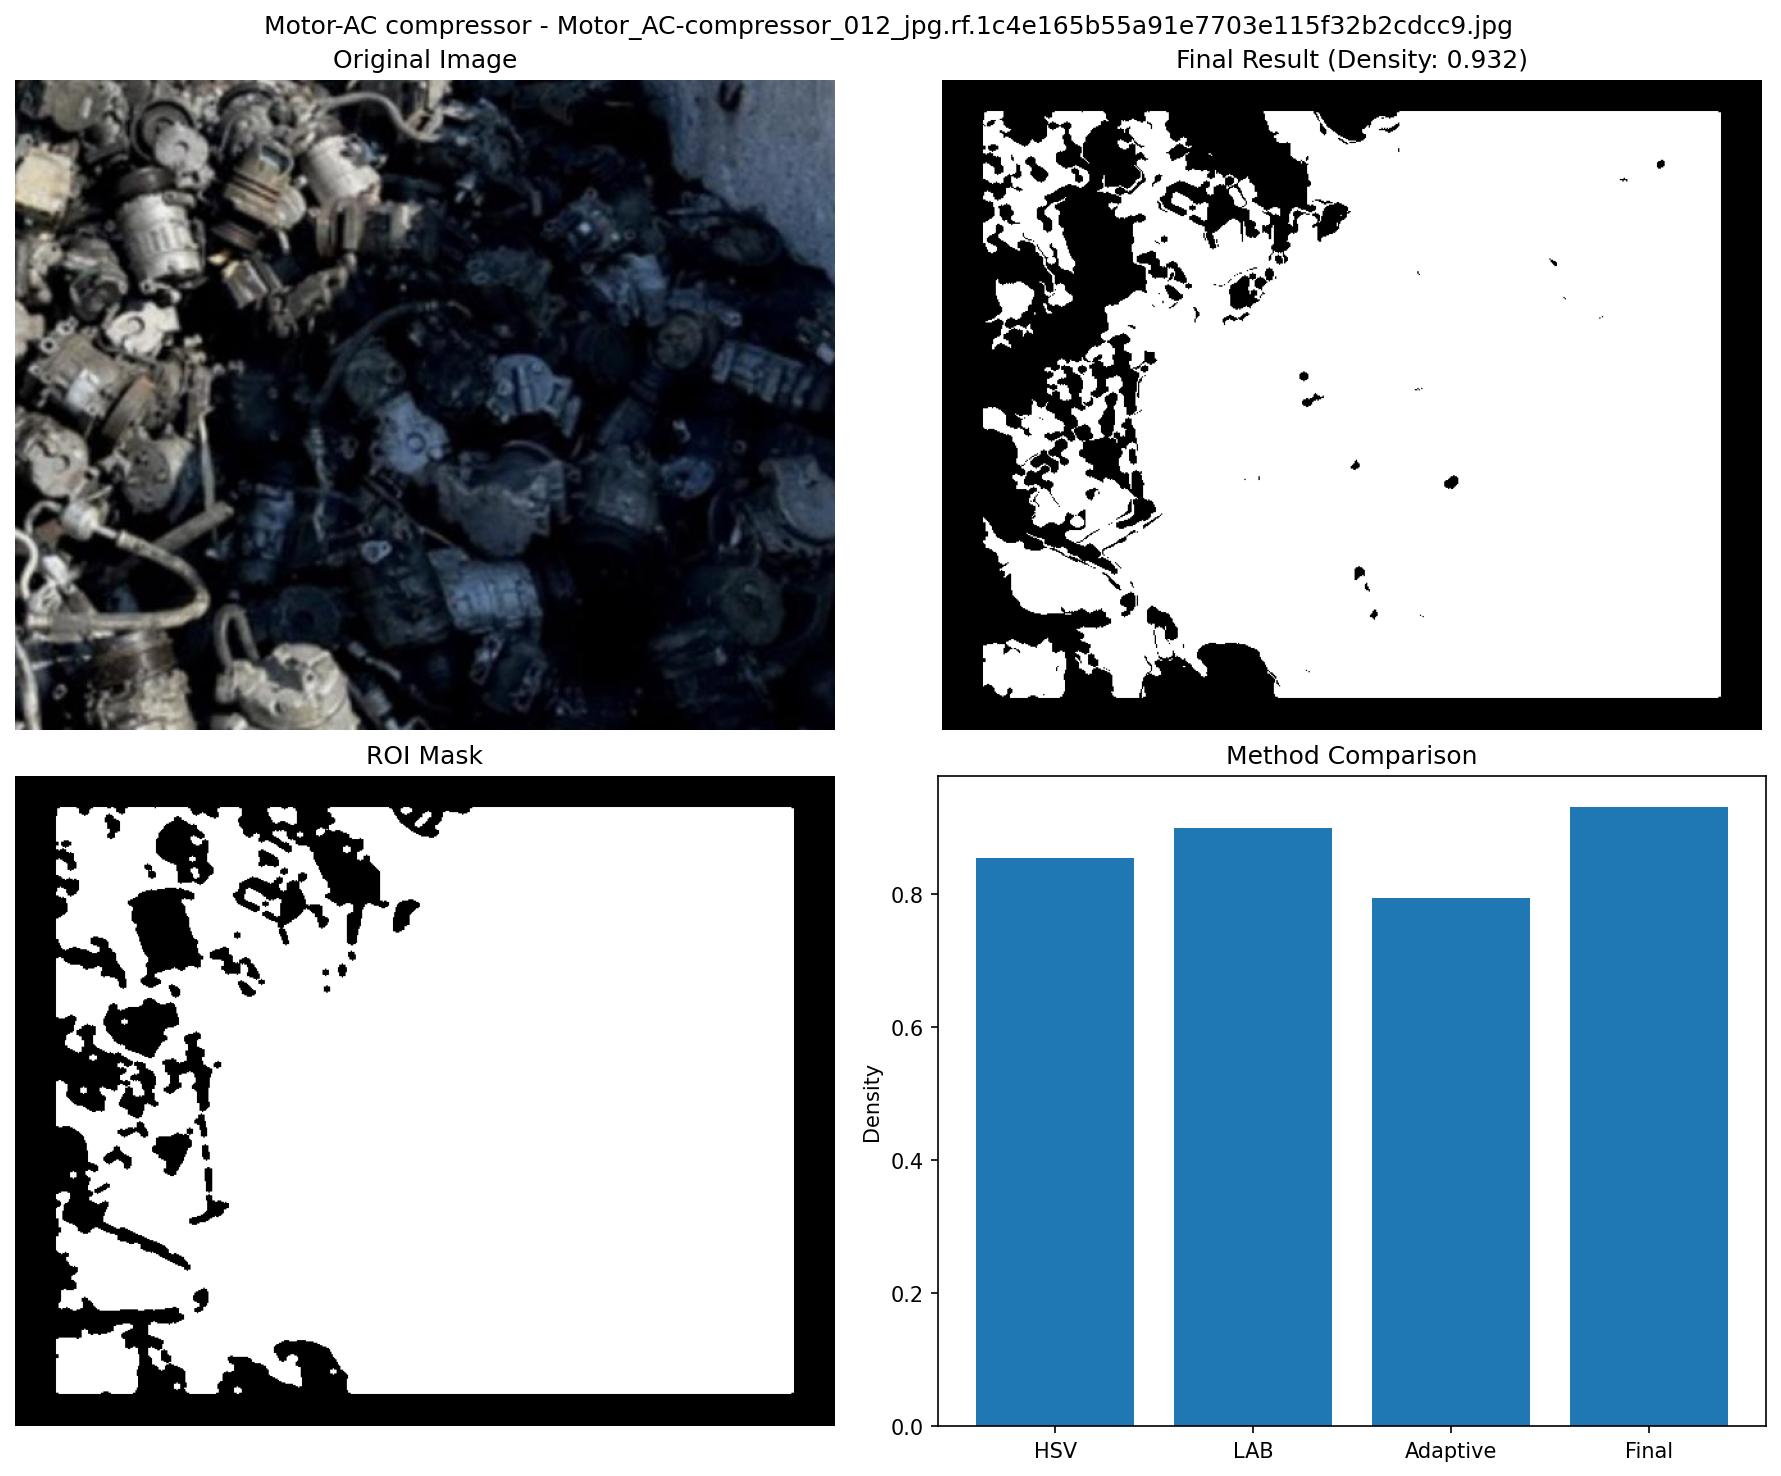 Motor-AC compressor - Motor_AC-compressor_012_jpg.rf.1c4e165b55a91e7703e115f32b2cdcc9.jpg
Original Image
Final Result (Density: 0.932)
ROI Mask
Method Comparison
Density
0.8
0.6
0.4
0.2
0.0
HSV
LAB
Adaptive
Final